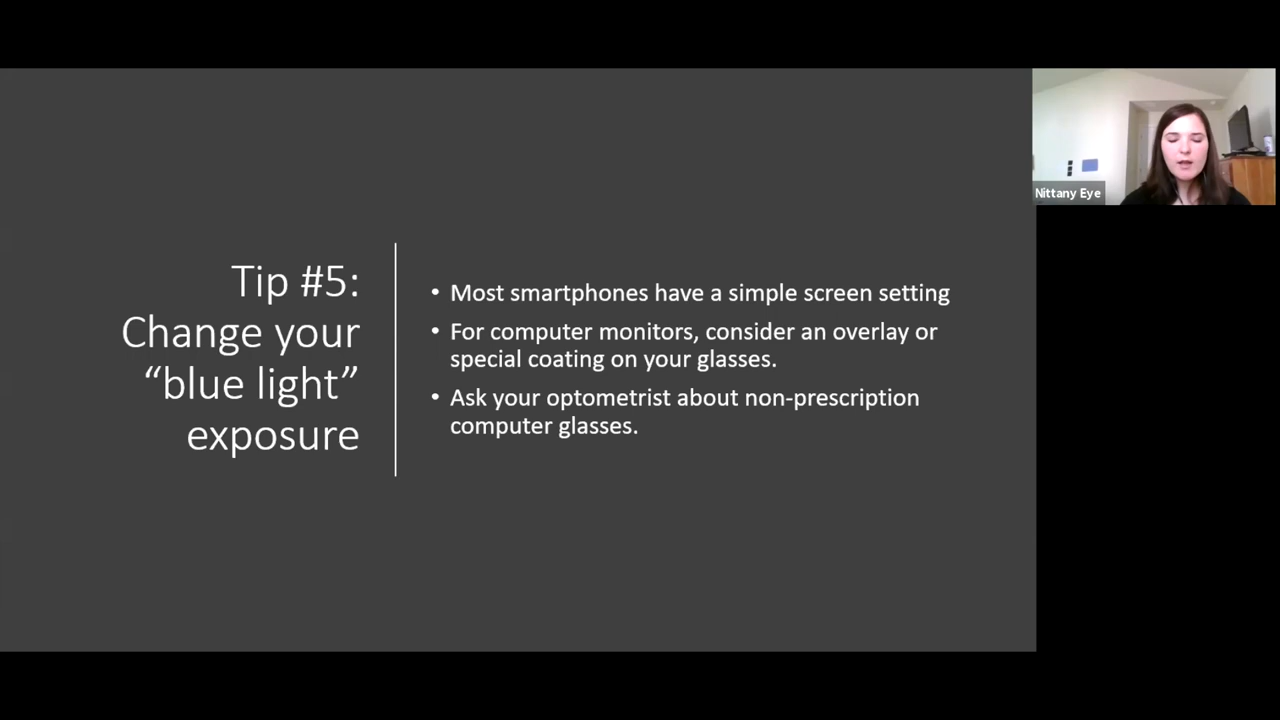 Tip #5:
Change your
“blue light”
exposure
• Most smartphones have a simple screen setting
• For computer monitors, consider an overlay or
special coating on your glasses.
• Ask your optometrist about non-prescription
computer glasses.
Nittany Eye